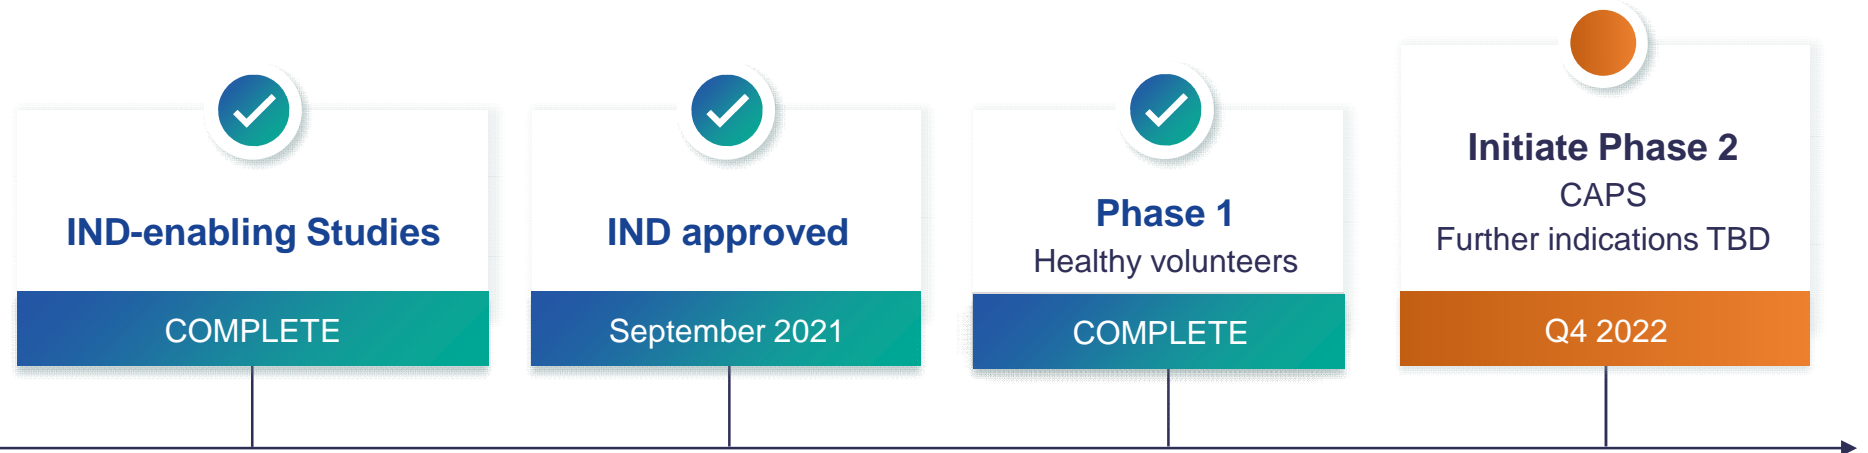 IND-enabling Studies
COMPLETE
IND approved
September 2021
Phase 1
Healthy volunteers
COMPLETE
Initiate Phase 2
CAPS
Further indications TBD
Q4 2022